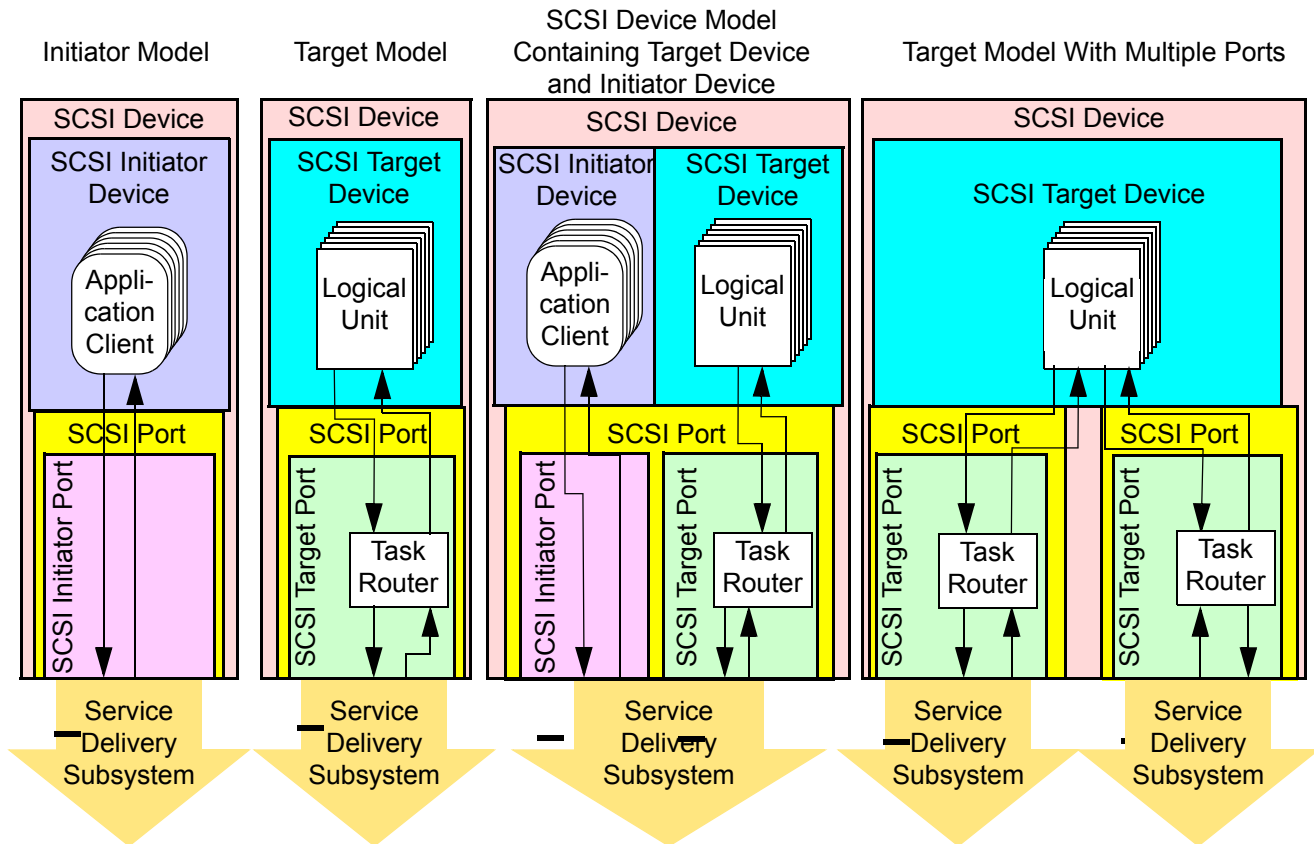 Initiator Model
SCSI Device
SCSI Initiator
Device
Appli-
cation
Client
SCSI Port
SCSI Initiator Port
Service
Delivery
Subsystem
Target Model
SCSI Device
SCSI Target
Device
Logical
Unit
SCSI Port
SCSI Target Port
Task
Router
Service
Delivery
Subsystem
SCSI Device Model
Containing Target Device
and Initiator Device
SCSI Device
SCSI Initiator
Device
Appli-
cation
Client
SCSI Target
Device
Logical
Unit
SCSI Port
SCSI Initiator Port
SCSI Target Port
Task
Router
Service
Delivery
Subsystem
Target Model With Multiple Ports
SCSI Device
SCSI Target Device
Logical
Unit
SCSI Port
SCSI Target Port
Task
Router
Service
Delivery
Subsystem
SCSI Port
SCSI Target Port
Task
Router
Service
Delivery
Subsystem